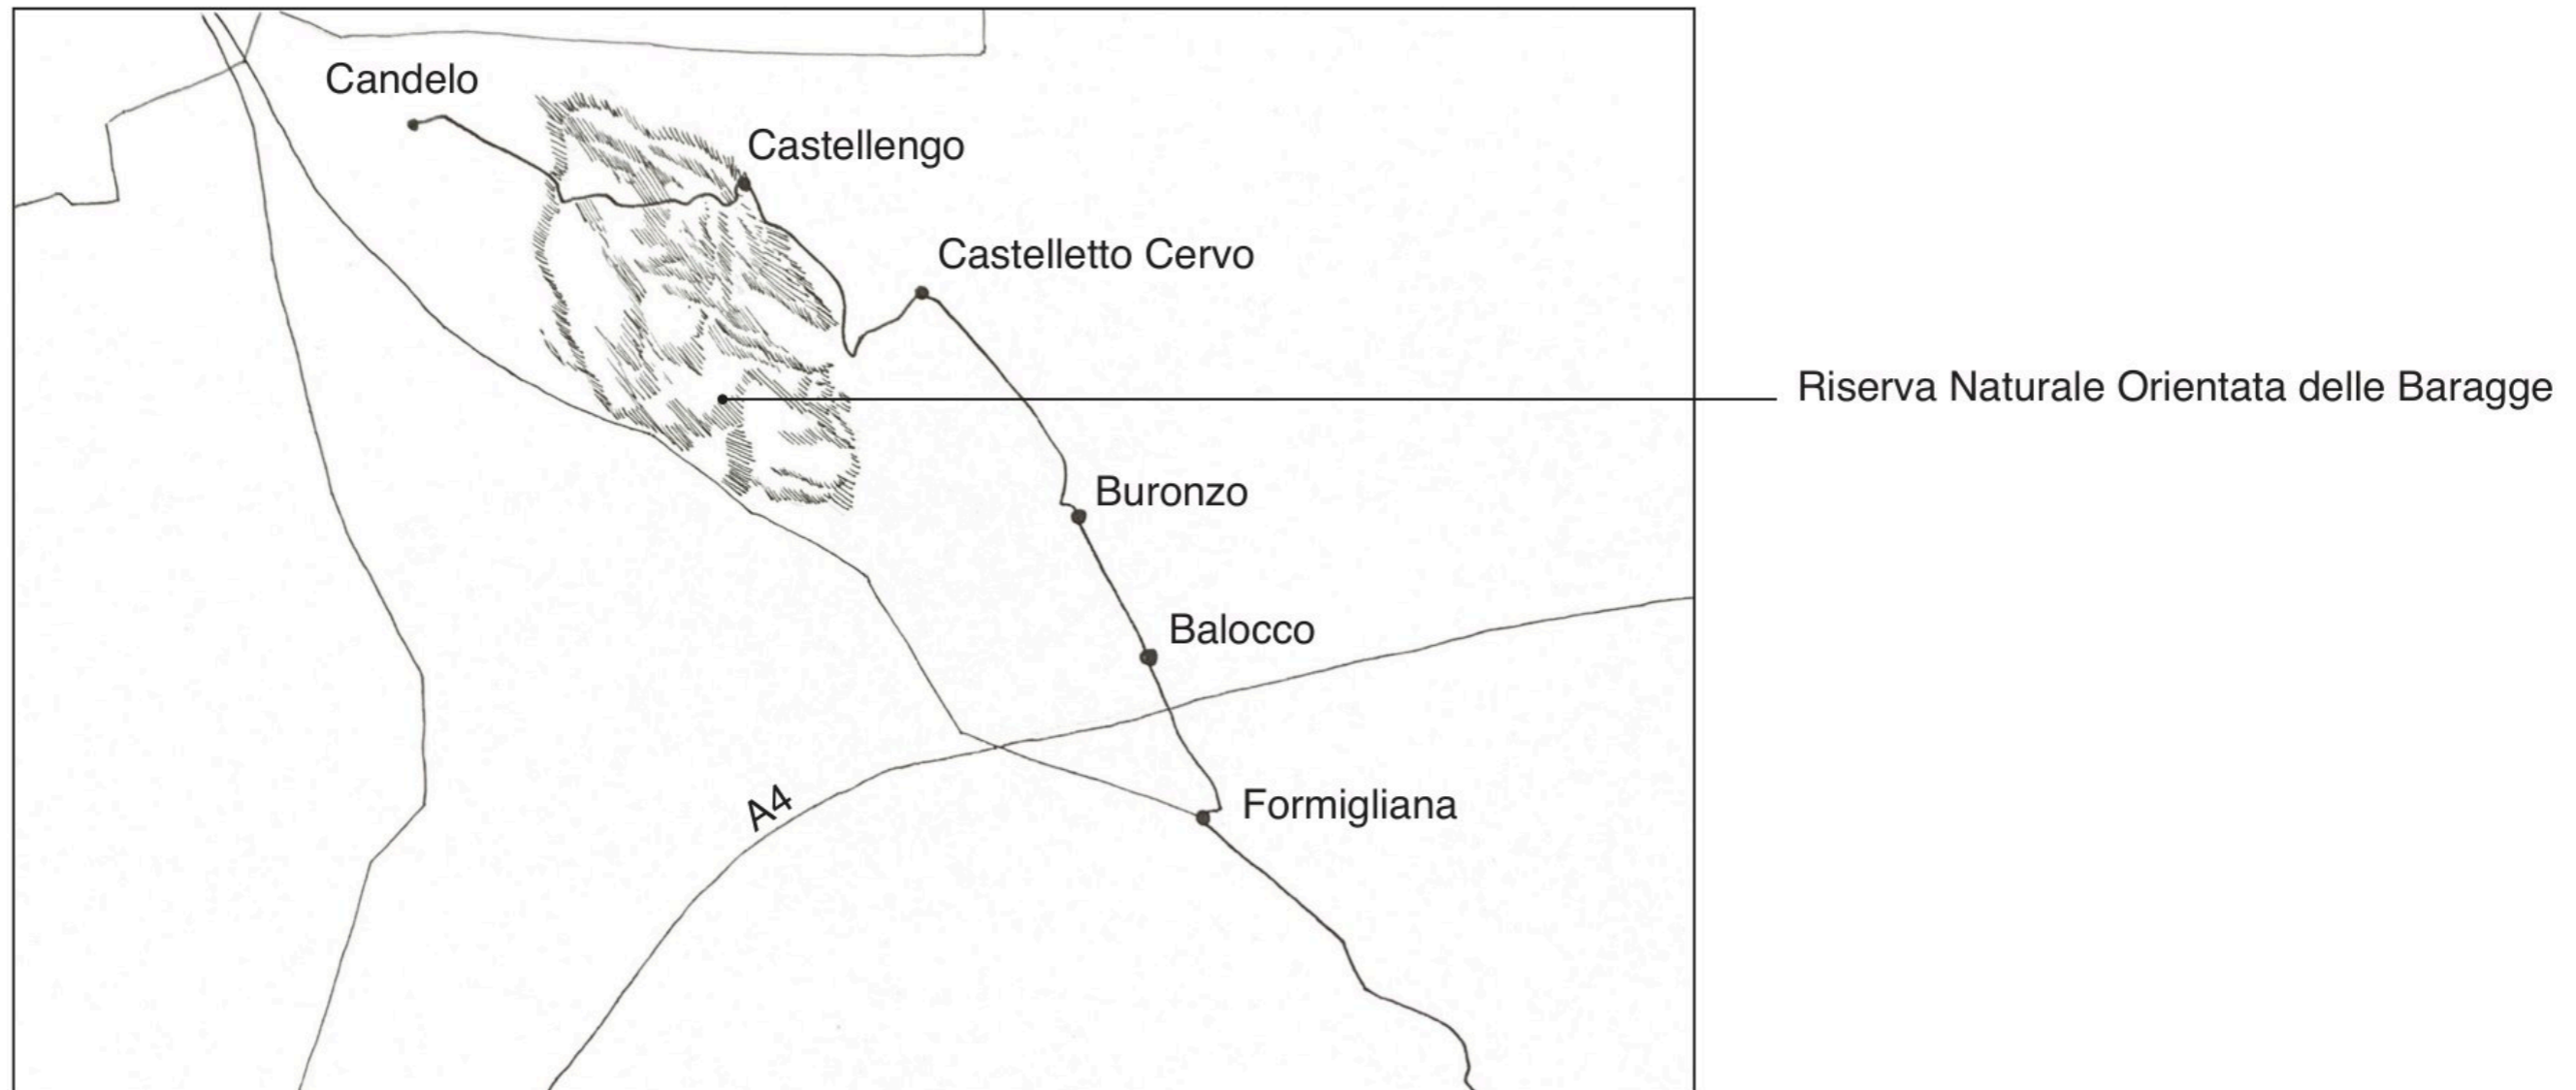 Candelo
Castellengo
Castelletto Cervo
Riserva Naturale Orientata delle Baragge
Buronzo
Balocco
A4
Formigliana